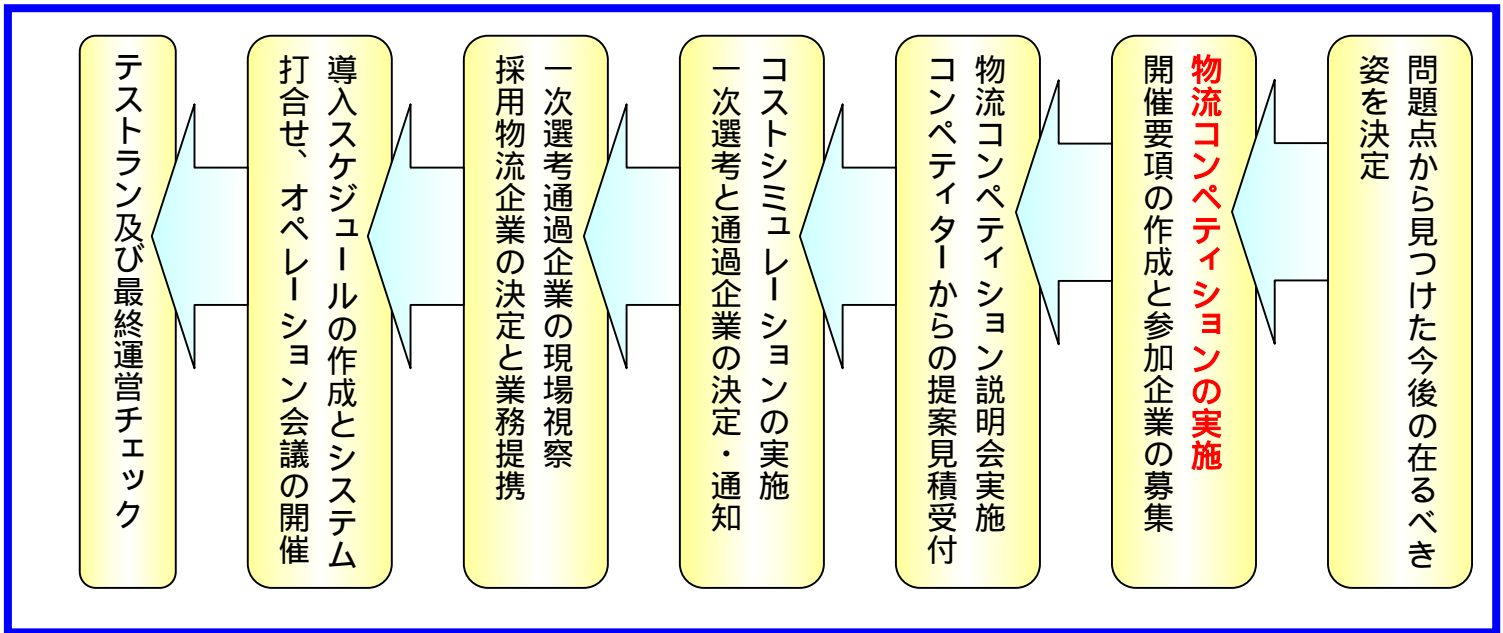 問題点から見つけた今後の在るべき
姿を決定
物流コンペティションの実施
開催要項の作成と参加企業の募集
物流コンペティション説明会実施
コンペティターからの提案見積受付
コストシミュレーションの実施
一次選考と通過企業の決定・通知
一次選考通過企業の現場視察
採用物流企業の決定と業務提携
導入スケジュールの作成とシステム
打合せ、オペレーション会議の開催
テストラン及び最終運営チェック